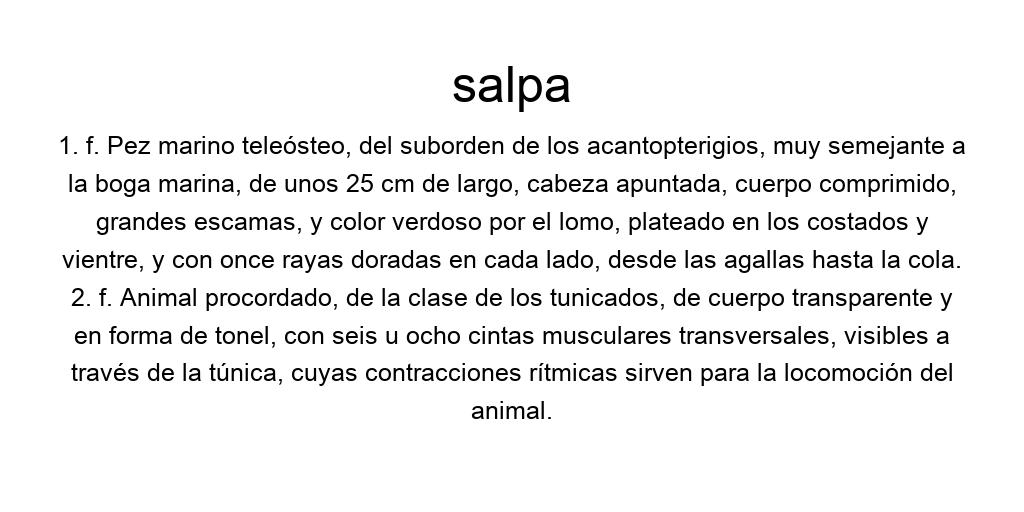 salpa
1. f. Pez marino teleósteo, del suborden de los acantopterigios, muy semejante a
la boga marina, de unos 25 cm de largo, cabeza apuntada, cuerpo comprimido,
grandes escamas, y color verdoso por el lomo, plateado en los costados y
vientre, y con once rayas doradas en cada lado, desde las agallas hasta la cola.
2. f. Animal procordado, de la clase de los tunicados, de cuerpo transparente y
en forma de tonel, con seis u ocho cintas musculares transversales, visibles a
través de la túnica, cuyas contracciones rítmicas sirven para la locomoción del
animal.